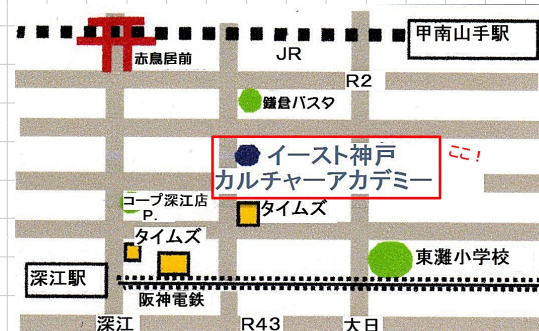 甲南山手駅
赤鳥居前
JR
R2
鎌倉パスタ
イースト神戸
カルチャーアカデミー
ここ!
コープ深江店
P.
タイムズ
タイムズ
東灘小学校
深江駅
阪神電鉄
深江
R43
大日